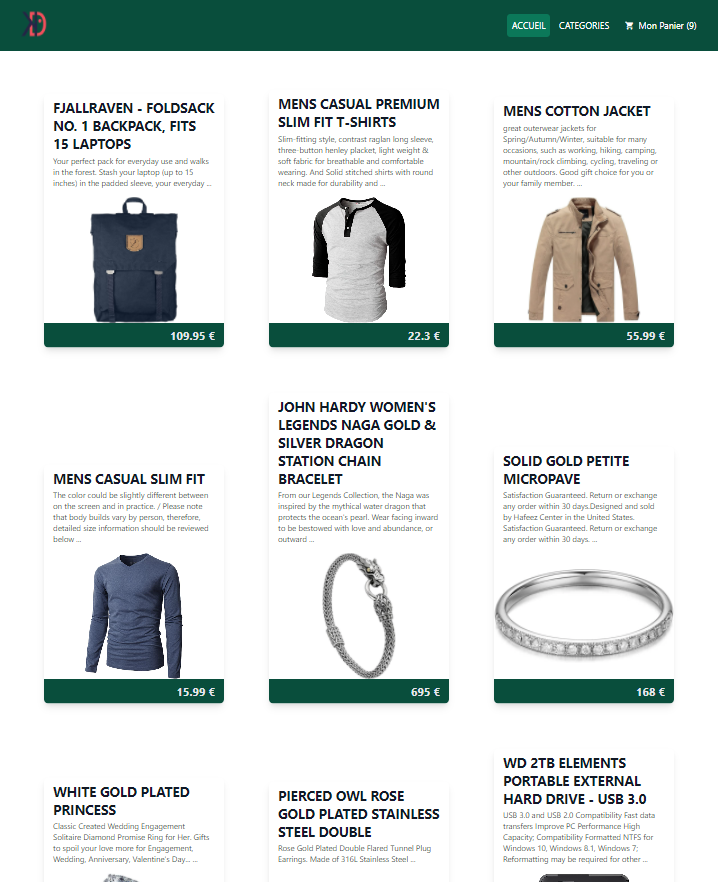 ACCUEIL CATEGORIES Mon Panier (9)
FJALLRAVEN - FOLDSACK
NO. 1 BACKPACK, FITS
15 LAPTOPS
Your perfect pack for everyday use and walks
in the forest. Stash your laptop (up to 15
inches) in the padded sleeve, your everyday ...
109.95 €
MENS CASUAL PREMIUM
SLIM FIT T-SHIRTS
Slim-fitting style, contrast raglan long sleeve,
three-button henley placket, light weight &
soft fabric for breathable and comfortable
wearing. And Solid stitched shirts with round
neck made for durability and ...
22.3 €
MENS COTTON JACKET
great outerwear jackets for
Spring/Autumn/Winter, suitable for many
occasions, such as working, hiking, camping,
mountain/rock climbing, cycling, traveling or
other outdoors. Good gift choice for you or
your family member. ...
55.99 €
MENS CASUAL SLIM FIT
The color could be slightly different between
on the screen and in practice. / Please note
that body builds vary by person, therefore,
detailed size information should be reviewed
below ...
15.99 €
JOHN HARDY WOMEN'S
LEGENDS NAGA GOLD &
SILVER DRAGON
STATION CHAIN
BRACELET
From our Legends Collection, the Naga was
inspired by the mythical water dragon that
protects the ocean's pearl. Wear facing inward
to be bestowed with love and abundance, or
outward ...
695 €
SOLID GOLD PETITE
MICROPAVE
Satisfaction Guaranteed. Return or exchange
any order within 30 days.Designed and sold
by Hafeez Center in the United States.
Satisfaction Guaranteed. Return or exchange
any order within 30 days. ...
168 €
WHITE GOLD PLATED
PRINCESS
Classic Created Wedding Engagement
Solitaire Diamond Promise Ring for Her. Gifts
to spoil your love more for Engagement,
Wedding, Anniversary, Valentine's Day... ...
PIERCED OWL ROSE
GOLD PLATED STAINLESS
STEEL DOUBLE
Rose Gold Plated Double Flared Tunnel Plug
Earrings. Made of 316L Stainless Steel ...
WD 2TB ELEMENTS
PORTABLE EXTERNAL
HARD DRIVE - USB 3.0
USB 3.0 and USB 2.0 Compatibility Fast data
transfers Improve PC Performance High
Capacity; Compatibility Formatted NTFS for
Windows 10, Windows 8.1, Windows 7;
Reformatting may be required for other ...